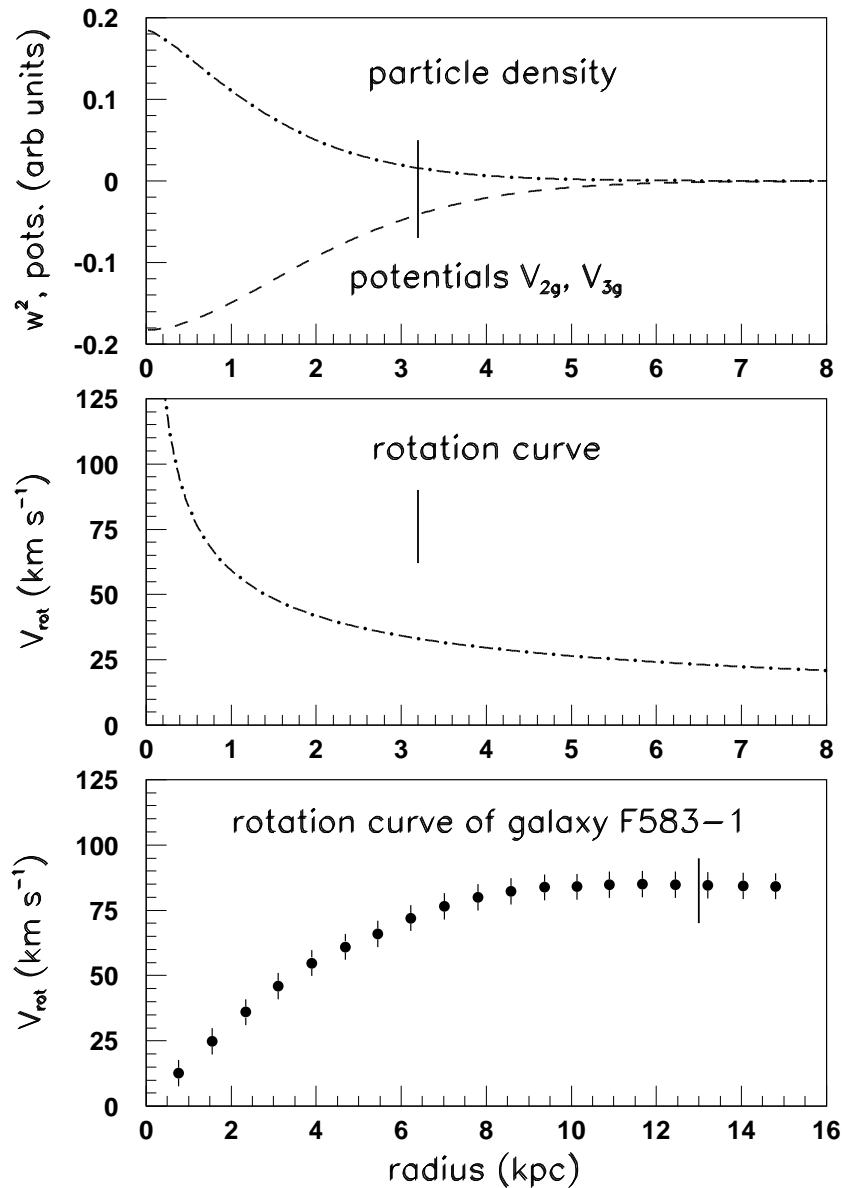 w², pots. (arb units)
0.2
0.1
0
-0.1
-0.2
particle density
potentials V₂g, V₃g
0 1 2 3 4 5 6 7 8
V_rot (km s⁻¹)
125
100
75
50
25
0
rotation curve
0 1 2 3 4 5 6 7 8
V_rot (km s⁻¹)
125
100
75
50
25
0
rotation curve of galaxy F583−1
0 2 4 6 8 10 12 14 16
radius (kpc)